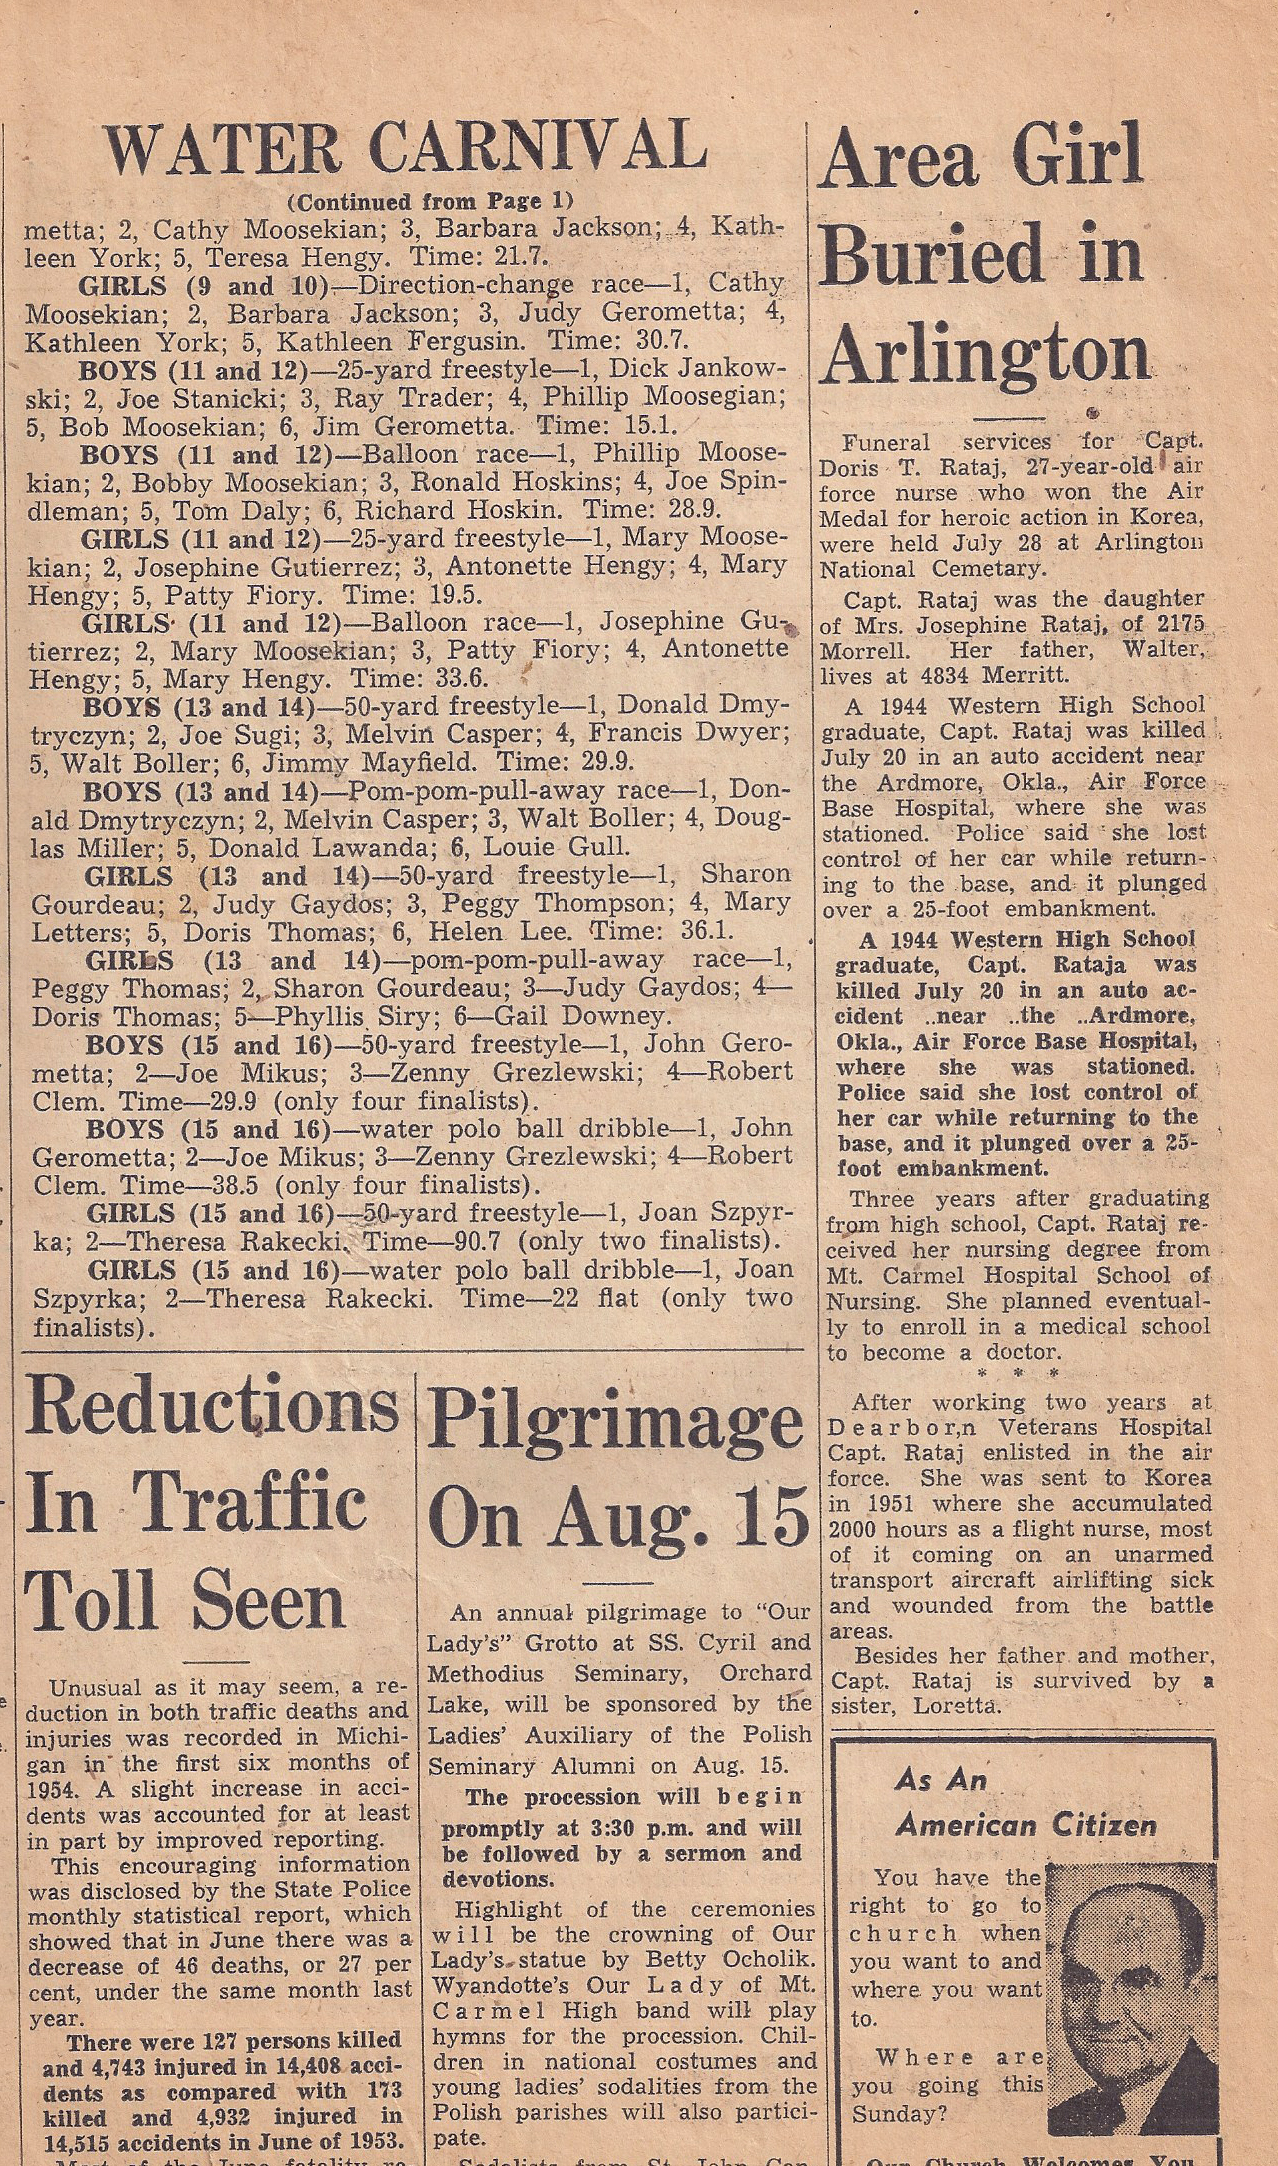 WATER CARNIVAL
(Continued from Page 1)
metta; 2, Cathy Moosekian; 3, Barbara Jackson; 4, Kath-
leen York; 5, Teresa Hengy. Time: 21.7.
GIRLS (9 and 10)—Direction-change race—1, Cathy
Moosekian; 2, Barbara Jackson; 3, Judy Gerometta; 4,
Kathleen York; 5, Kathleen Fergusin. Time: 30.7.
BOYS (11 and 12)—25-yard freestyle—1, Dick Jankow-
ski; 2, Joe Stanicki; 3, Ray Trader; 4, Phillip Moosegian;
5, Bob Moosekian; 6, Jim Gerometta. Time: 15.1.
BOYS (11 and 12)—Balloon race—1, Phillip Moose-
kian; 2, Bobby Moosekian; 3, Ronald Hoskins; 4, Joe Spin-
dleman; 5, Tom Daly; 6, Richard Hoskin. Time: 28.9.
GIRLS (11 and 12)—25-yard freestyle—1, Mary Moose-
kian; 2, Josephine Gutierrez; 3, Antonette Hengy; 4, Mary
Hengy; 5, Patty Fiory. Time: 19.5.
GIRLS (11 and 12)—Balloon race—1, Josephine Gu-
tierrez; 2, Mary Moosekian; 3, Patty Fiory; 4, Antonette
Hengy; 5, Mary Hengy. Time: 33.6.
BOYS (13 and 14)—50-yard freestyle—1, Donald Dmy-
tryczyn; 2, Joe Sugi; 3, Melvin Casper; 4, Francis Dwyer;
5, Walt Boller; 6, Jimmy Mayfield. Time: 29.9.
BOYS (13 and 14)—Pom-pom-pull-away race—1, Don-
ald Dmytryczyn; 2, Melvin Casper; 3, Walt Boller; 4, Doug-
las Miller; 5, Donald Lawanda; 6, Louie Gull.
GIRLS (13 and 14)—50-yard freestyle—1, Sharon
Gourdeau; 2, Judy Gaydos; 3, Peggy Thompson; 4, Mary
Letters; 5, Doris Thomas; 6, Helen Lee. Time: 36.1.
GIRLS (13 and 14)—pom-pom-pull-away race—1,
Peggy Thomas; 2, Sharon Gourdeau; 3—Judy Gaydos; 4—
Doris Thomas; 5—Phyllis Siry; 6—Gail Downey.
BOYS (15 and 16)—50-yard freestyle—1, John Gero-
metta; 2—Joe Mikus; 3—Zenny Grezlewski; 4—Robert
Clem. Time—29.9 (only four finalists).
BOYS (15 and 16)—water polo ball dribble—1, John
Gerometta; 2—Joe Mikus; 3—Zenny Grezlewski; 4—Robert
Clem. Time—38.5 (only four finalists).
GIRLS (15 and 16)—50-yard freestyle—1, Joan Szpyr-
ka; 2—Theresa Rakecki. Time—90.7 (only two finalists).
GIRLS (15 and 16)—water polo ball dribble—1, Joan
Szpyrka; 2—Theresa Rakecki. Time—22 flat (only two
finalists).
Reductions
In Traffic
Toll Seen
Unusual as it may seem, a re-
duction in both traffic deaths and
injuries was recorded in Michi-
gan in the first six months of
1954. A slight increase in acci-
dents was accounted for at least
in part by improved reporting.
This encouraging information
was disclosed by the State Police
monthly statistical report, which
showed that in June there was a
decrease of 46 deaths, or 27 per
cent, under the same month last
year.
There were 127 persons killed
and 4,743 injured in 14,408 acci-
dents as compared with 173
killed and 4,932 injured in
14,515 accidents in June of 1953.
Most of the June fatality re-
Pilgrimage
On Aug. 15
An annual pilgrimage to "Our
Lady's" Grotto at SS. Cyril and
Methodius Seminary, Orchard
Lake, will be sponsored by the
Ladies' Auxiliary of the Polish
Seminary Alumni on Aug. 15.
The procession will begin
promptly at 3:30 p.m. and will
be followed by a sermon and
devotions.
Highlight of the ceremonies
will be the crowning of Our
Lady's statue by Betty Ocholik.
Wyandotte's Our Lady of Mt.
Carmel High band will play
hymns for the procession. Chil-
dren in national costumes and
young ladies' sodalities from the
Polish parishes will also partici-
pate.
Sodalists from St. John Can-
Area Girl
Buried in
Arlington
Funeral services for Capt.
Doris T. Rataj, 27-year-old air
force nurse who won the Air
Medal for heroic action in Korea,
were held July 28 at Arlington
National Cemetary.
Capt. Rataj was the daughter
of Mrs. Josephine Rataj, of 2175
Morrell. Her father, Walter,
lives at 4834 Merritt.
A 1944 Western High School
graduate, Capt. Rataj was killed
July 20 in an auto accident near
the Ardmore, Okla., Air Force
Base Hospital, where she was
stationed. Police said she lost
control of her car while return-
ing to the base, and it plunged
over a 25-foot embankment.
A 1944 Western High School
graduate, Capt. Rataja was
killed July 20 in an auto ac-
cident ..near ..the ..Ardmore,
Okla., Air Force Base Hospital,
where she was stationed.
Police said she lost control of
her car while returning to the
base, and it plunged over a 25-
foot embankment.
Three years after graduating
from high school, Capt. Rataj re-
ceived her nursing degree from
Mt. Carmel Hospital School of
Nursing. She planned eventual-
ly to enroll in a medical school
to become a doctor.
* * *
After working two years at
Dearbor,n Veterans Hospital
Capt. Rataj enlisted in the air
force. She was sent to Korea
in 1951 where she accumulated
2000 hours as a flight nurse, most
of it coming on an unarmed
transport aircraft airlifting sick
and wounded from the battle
areas.
Besides her father and mother,
Capt. Rataj is survived by a
sister, Loretta.
As An
American Citizen
You have the
right to go to
church when
you want to and
where you want
to.
Where are
you going this
Sunday?
Our Church Welcomes You